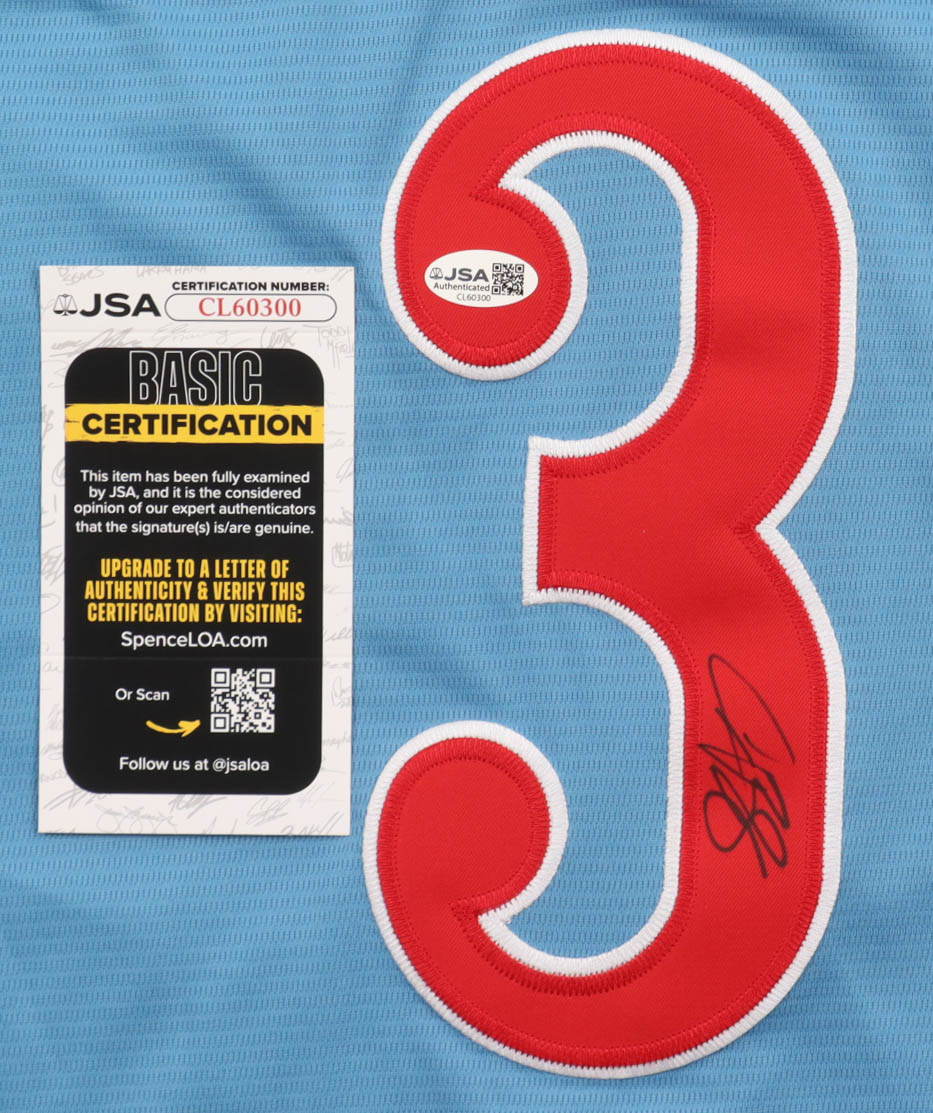 JSA
CERTIFICATION NUMBER:
CL60300
BASIC
CERTIFICATION
This item has been fully examined
by JSA, and it is the considered
opinion of our expert authenticators
that the signature(s) is/are genuine.
UPGRADE TO A LETTER OF
AUTHENTICITY & VERIFY THIS
CERTIFICATION BY VISITING:
SpenceLOA.com
Or Scan
Follow us at @jsaloa
JSA
Authenticated
CL60300
3